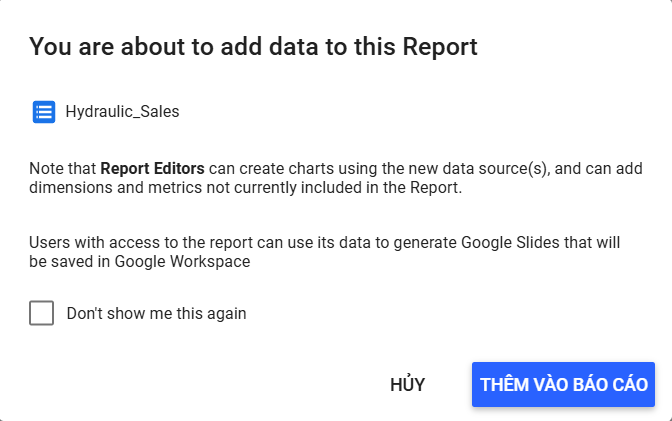 You are about to add data to this Report
Hydraulic_Sales
Note that Report Editors can create charts using the new data source(s), and can add
dimensions and metrics not currently included in the Report.
Users with access to the report can use its data to generate Google Slides that will
be saved in Google Workspace
Don't show me this again
HỦY
THÊM VÀO BÁO CÁO